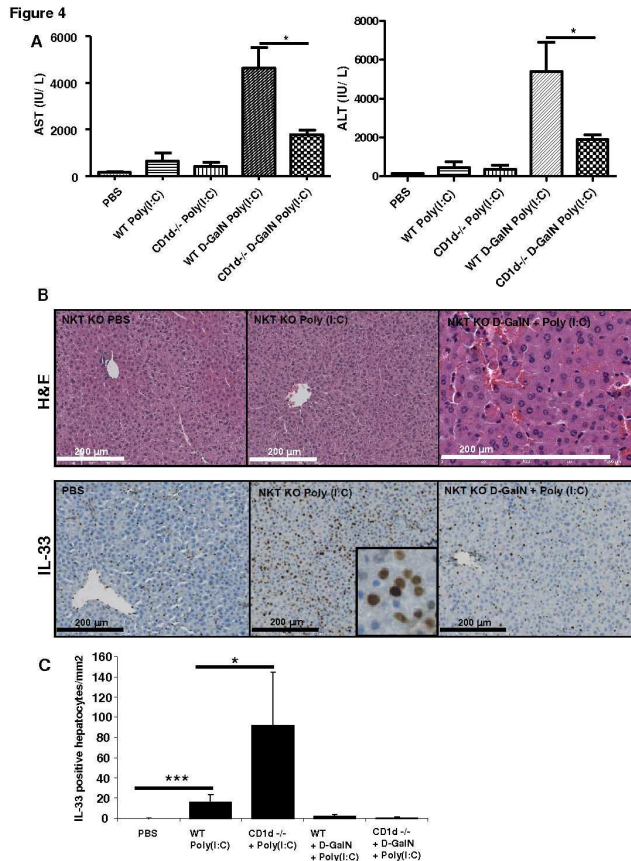 Figure 4
A
AST (IU/ L)
6000
4000
2000
0
*
PBS
WT Poly(I:C)
CD1d-/- Poly(I:C)
WT D-GalN Poly(I:C)
CD1d-/- D-GalN Poly(I:C)
ALT (IU/ L)
8000
6000
4000
2000
0
*
PBS
WT Poly(I:C)
CD1d-/- Poly(I:C)
WT D-GalN Poly(I:C)
CD1d-/- D-GalN Poly(I:C)
B
H&E
NKT KO PBS
200 µm
NKT KO Poly (I:C)
200 µm
NKT KO D-GalN + Poly (I:C)
200 µm
IL-33
PBS
200 µm
NKT KO Poly (I:C)
200 µm
NKT KO D-GalN + Poly (I:C)
200 µm
C
IL-33 positive hepatocytes/mm2
160
140
120
100
80
60
40
20
0
***
*
PBS
WT
Poly(I:C)
CD1d -/-
+ Poly(I:C)
WT
+ D-GalN
+ Poly(I:C)
CD1d -/-
+ D-GalN
+ Poly(I:C)